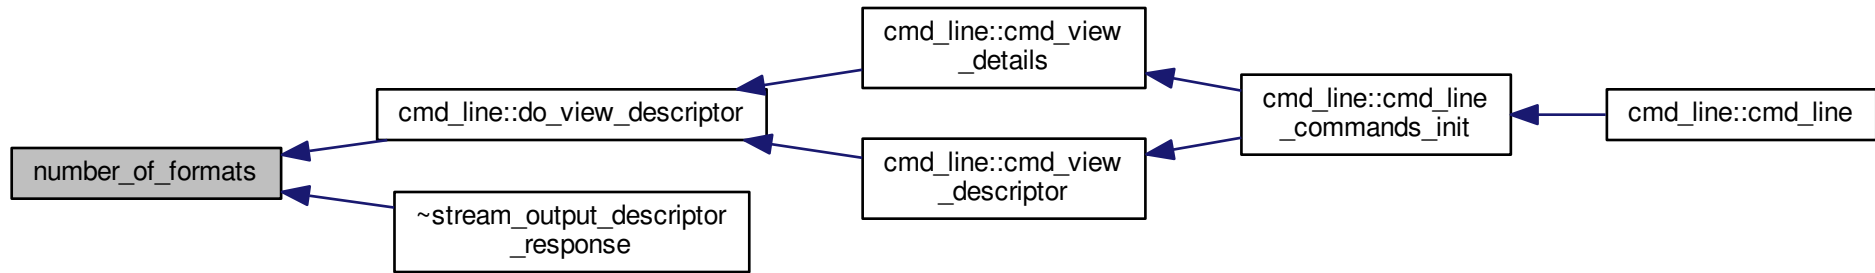 number_of_formats
cmd_line::do_view_descriptor
~stream_output_descriptor
_response
cmd_line::cmd_view
_details
cmd_line::cmd_view
_descriptor
cmd_line::cmd_line
_commands_init
cmd_line::cmd_line